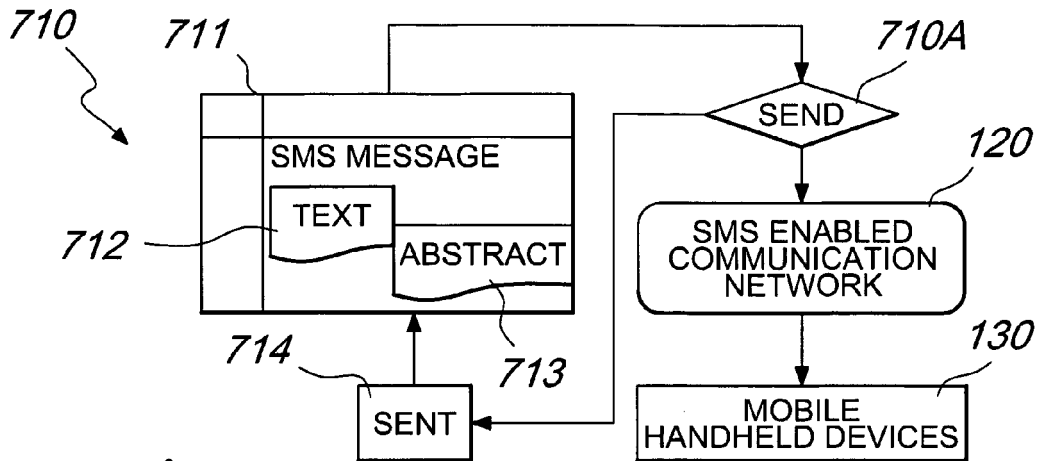 710
711
710A
SEND
SMS MESSAGE
120
TEXT
712
ABSTRACT
SMS ENABLED
COMMUNICATION
NETWORK
714
713
130
SENT
MOBILE
HANDHELD DEVICES